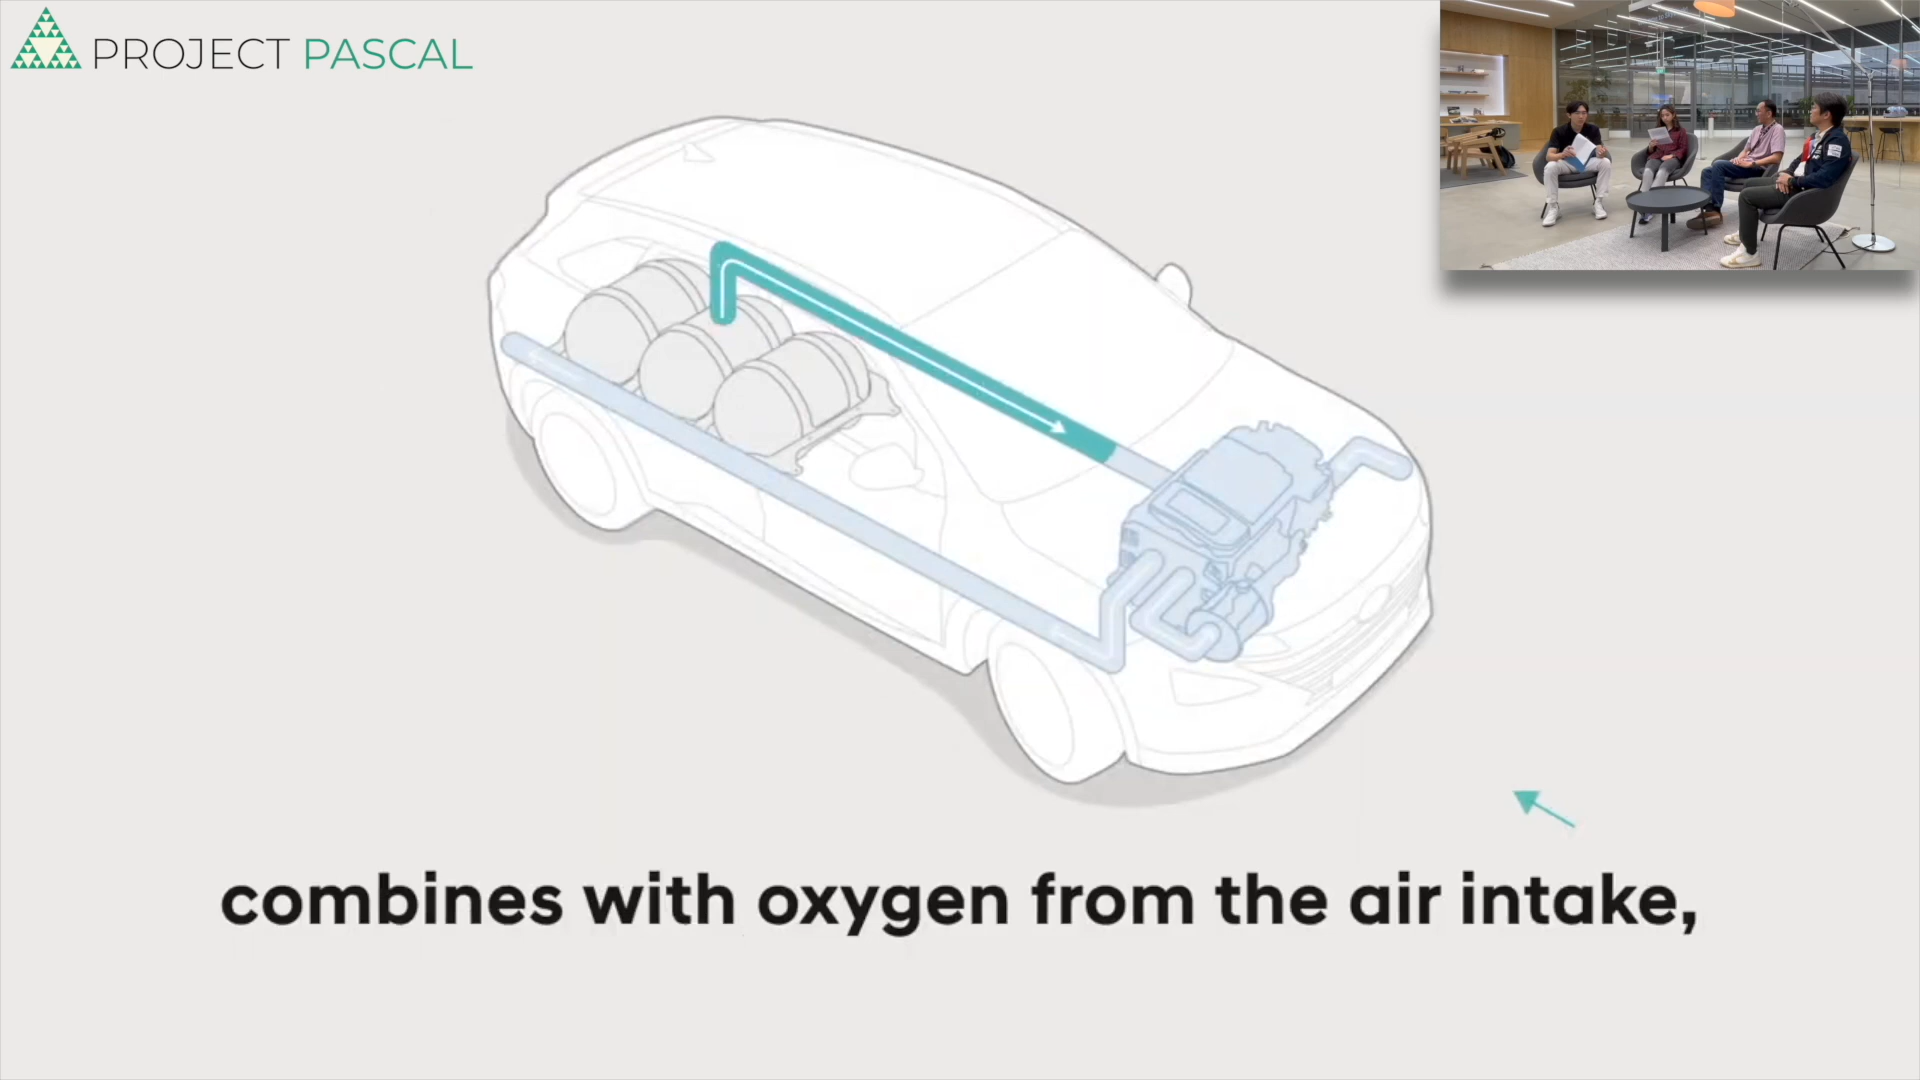 PROJECT PASCAL
combines with oxygen from the air intake,